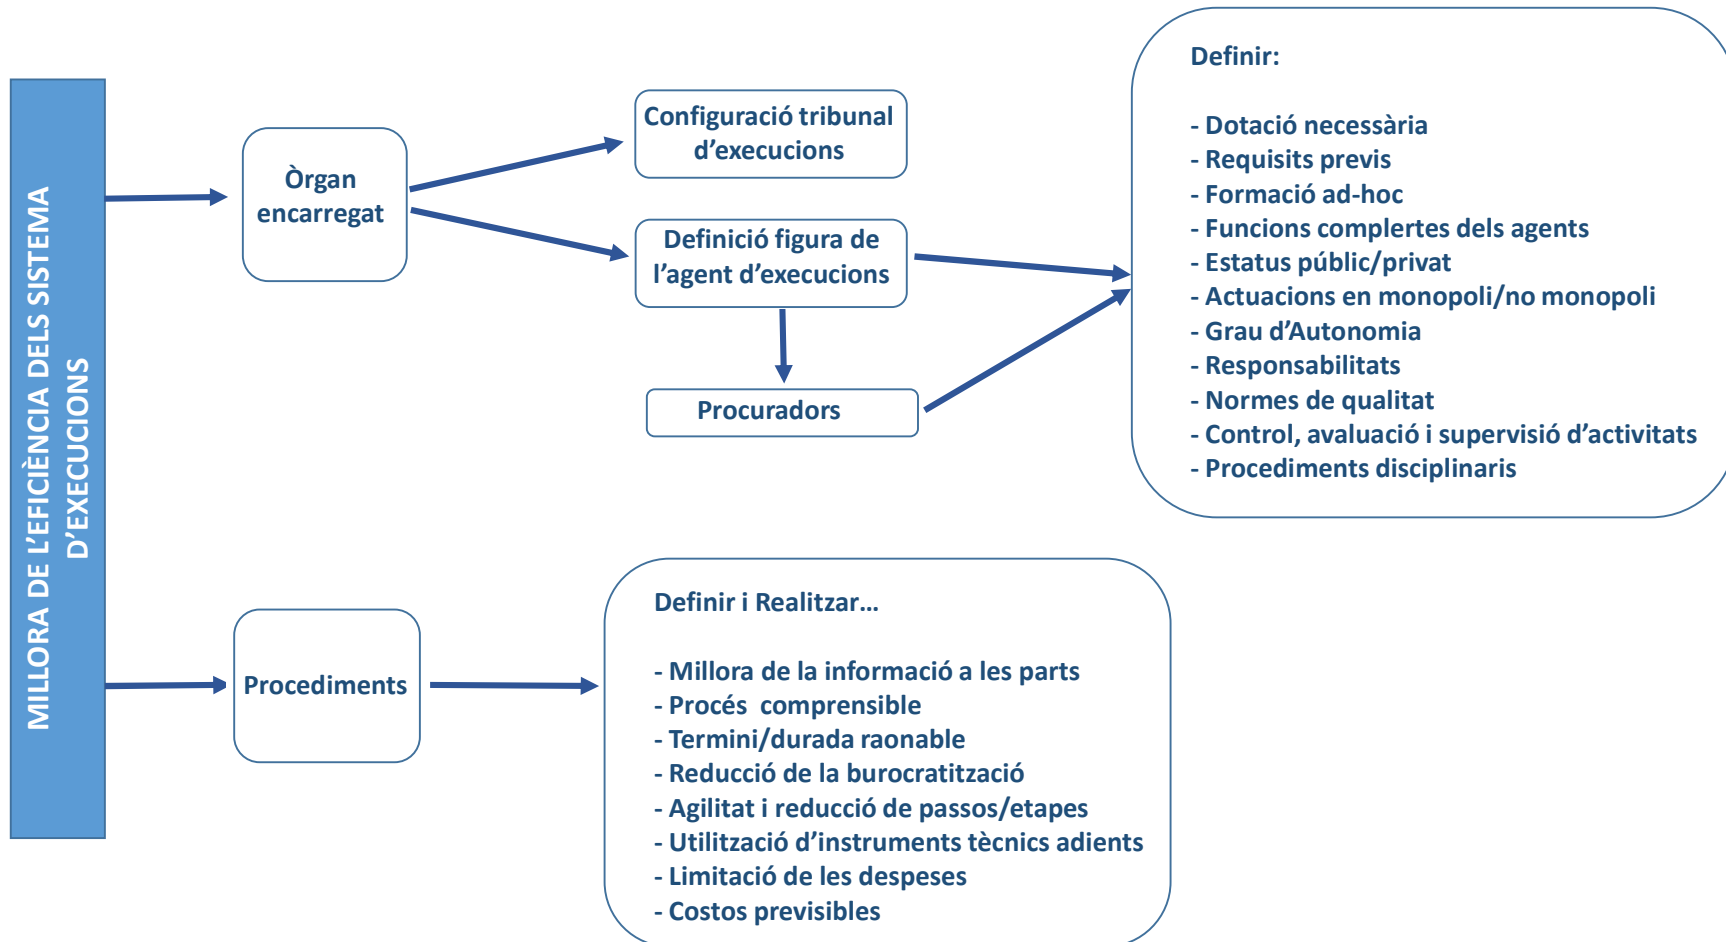 MILLORA DE L'EFICIÈNCIA DELS SISTEMA
D'EXECUCIONS
Òrgan
encarregat
Configuració tribunal
d'execucions
Definició figura de
l'agent d'execucions
Procuradors
Definir:
- Dotació necessària
- Requisits previs
- Formació ad-hoc
- Funcions complertes dels agents
- Estatus públic/privat
- Actuacions en monopoli/no monopoli
- Grau d'Autonomia
- Responsabilitats
- Normes de qualitat
- Control, avaluació i supervisió d'activitats
- Procediments disciplinaris
Procediments
Definir i Realitzar...
- Millora de la informació a les parts
- Procés comprensible
- Termini/durada raonable
- Reducció de la burocratització
- Agilitat i reducció de passos/etapes
- Utilització d'instruments tècnics adients
- Limitació de les despeses
- Costos previsibles